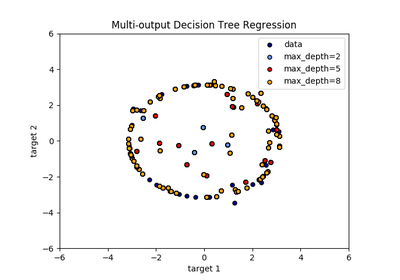 Multi-output Decision Tree Regression
data
max_depth=2
max_depth=5
max_depth=8
target 2
6
4
2
0
−2
−4
−6
−6 −4 −2 0 2 4 6
target 1